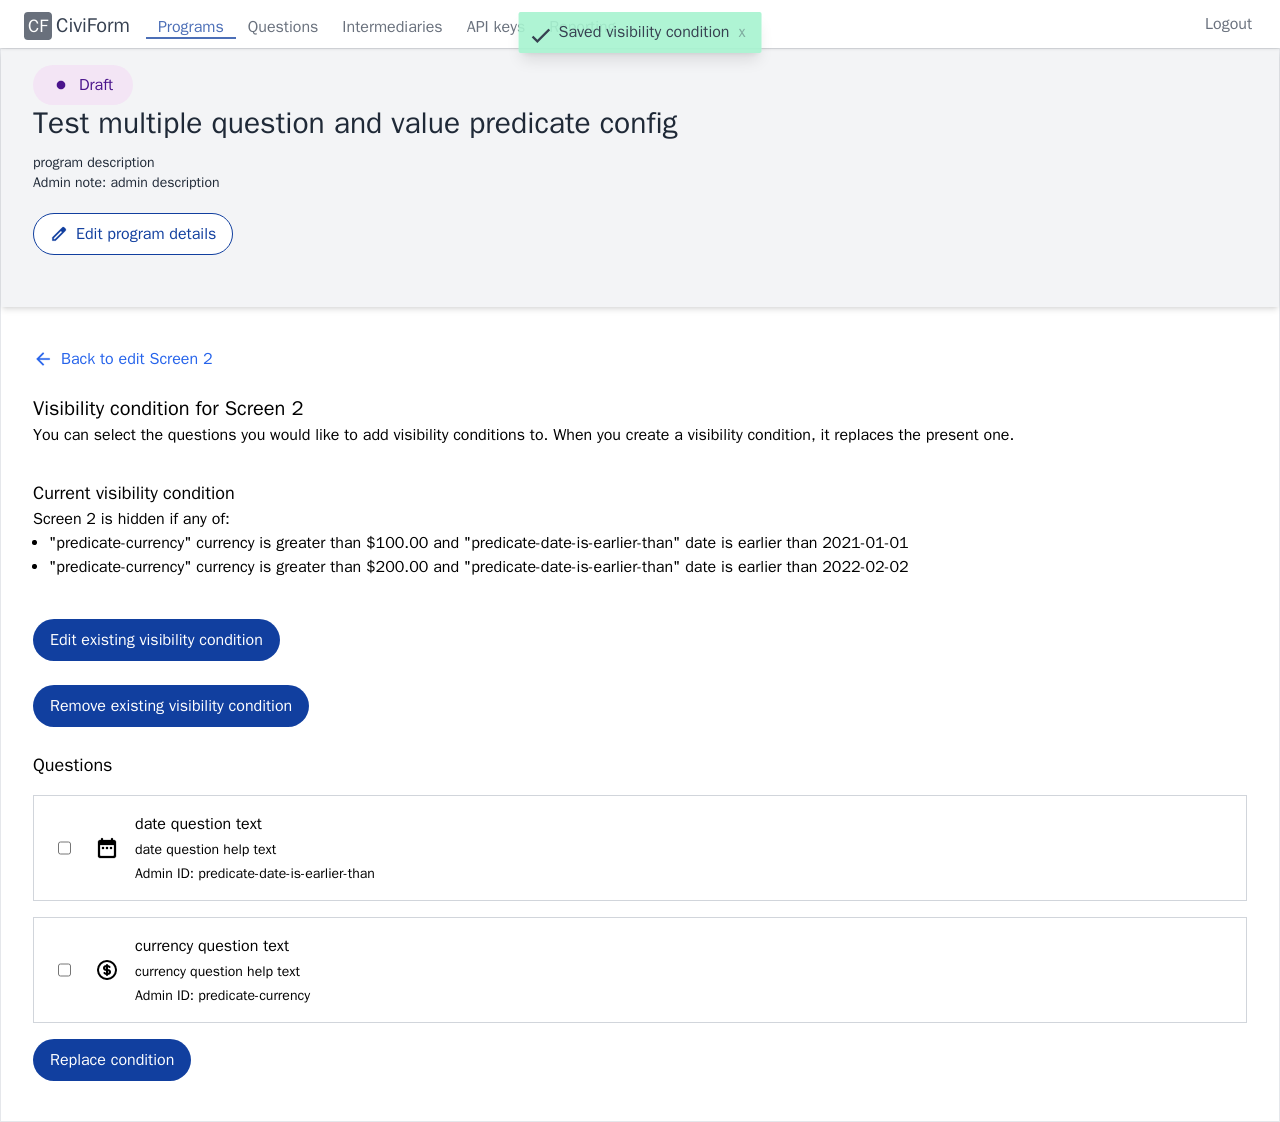 CF CiviForm Programs Questions Intermediaries API keys Logout
Saved visibility condition x
Draft
Test multiple question and value predicate config
program description
Admin note: admin description
Edit program details
Back to edit Screen 2
Visibility condition for Screen 2
You can select the questions you would like to add visibility conditions to. When you create a visibility condition, it replaces the present one.
Current visibility condition
Screen 2 is hidden if any of:
"predicate-currency" currency is greater than $100.00 and "predicate-date-is-earlier-than" date is earlier than 2021-01-01
"predicate-currency" currency is greater than $200.00 and "predicate-date-is-earlier-than" date is earlier than 2022-02-02
Edit existing visibility condition
Remove existing visibility condition
Questions
date question text
date question help text
Admin ID: predicate-date-is-earlier-than
currency question text
currency question help text
Admin ID: predicate-currency
Replace condition